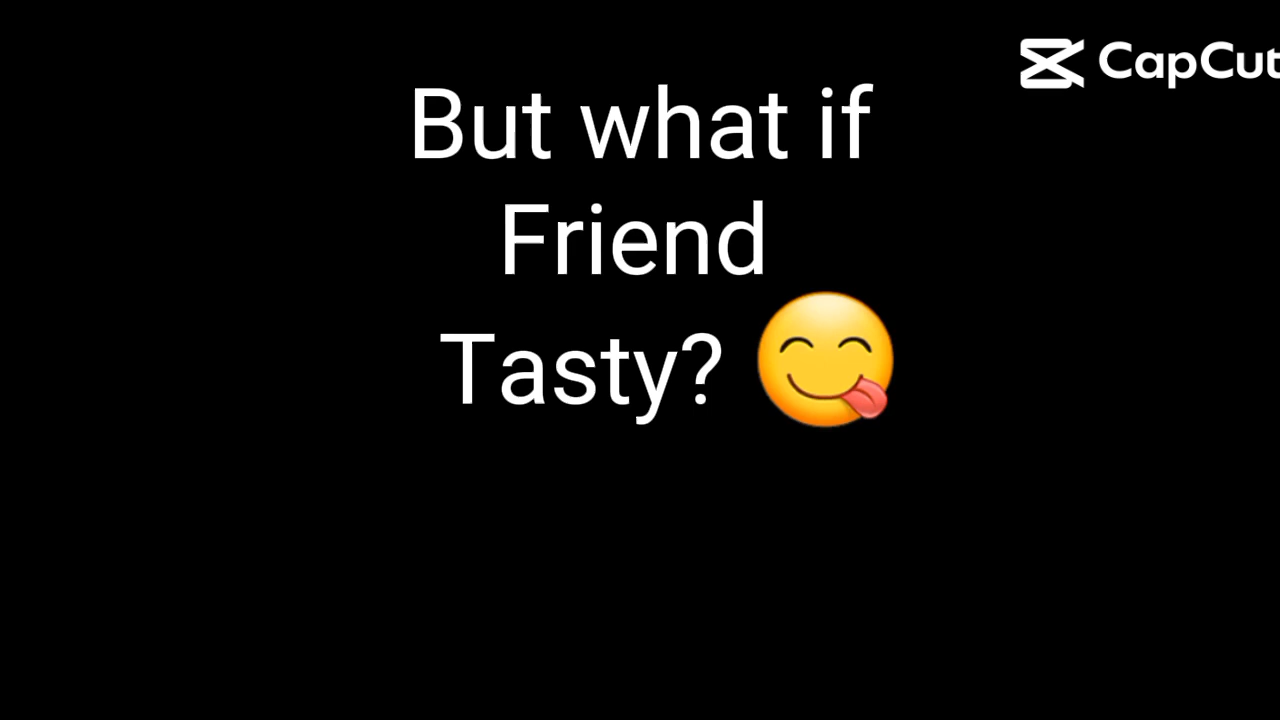 CapCut
But what if
Friend
Tasty? 😋